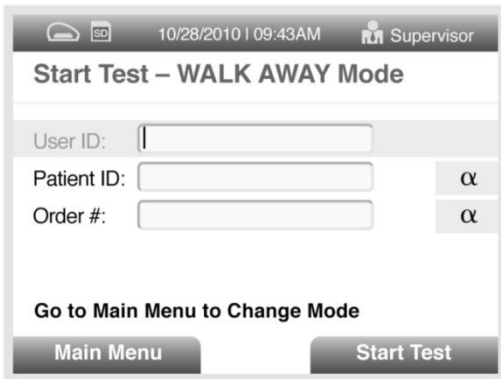 SD 10/28/2010 | 09:43AM Supervisor
Start Test – WALK AWAY Mode
User ID:
Patient ID: α
Order #: α
Go to Main Menu to Change Mode
Main Menu Start Test